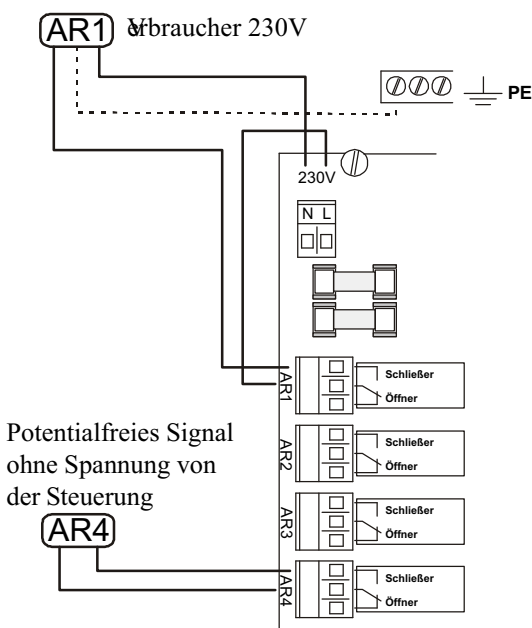 AR1 Verbraucher 230V
PE
230V
N L
AR1
Schließer
Öffner
AR2
Schließer
Öffner
Potentialfreies Signal
ohne Spannung von
der Steuerung
AR3
Schließer
Öffner
AR4
AR4
Schließer
Öffner